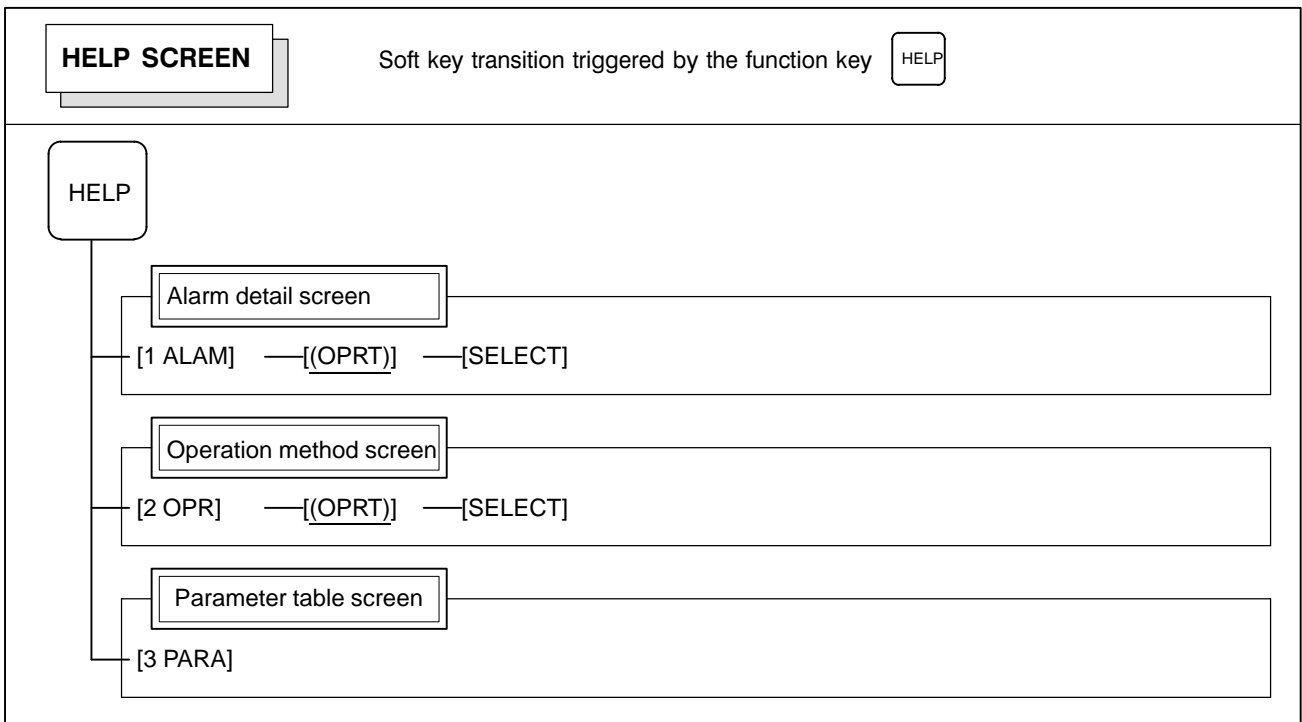 HELP SCREEN
Soft key transition triggered by the function key HELP
HELP
Alarm detail screen
[1 ALAM] [(OPRT)] [SELECT]
Operation method screen
[2 OPR] [(OPRT)] [SELECT]
Parameter table screen
[3 PARA]